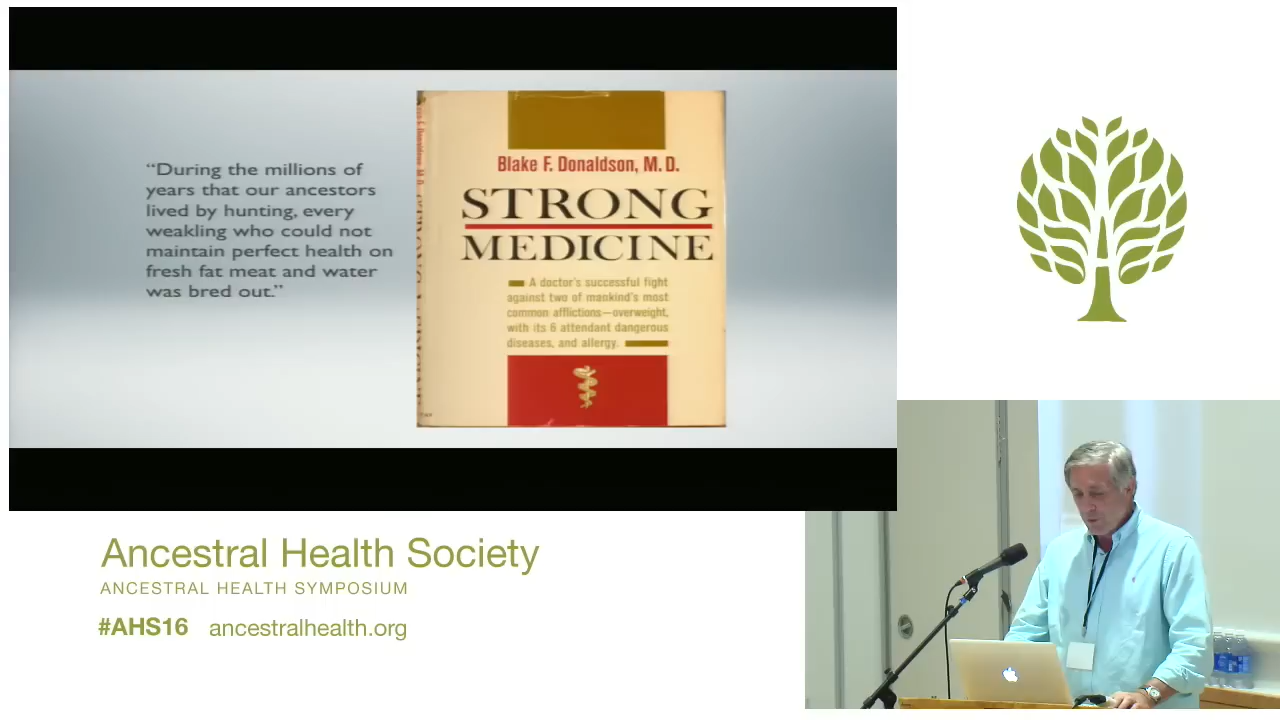 “During the millions of
years that our ancestors
lived by hunting, every
weakling who could not
maintain perfect health on
fresh fat meat and water
was bred out.”
Blake F. Donaldson, M. D.
STRONG
MEDICINE
A doctor's successful fight
against two of mankind's most
common afflictions—overweight,
with its 6 attendant dangerous
diseases, and allergy.
Ancestral Health Society
ANCESTRAL HEALTH SYMPOSIUM
#AHS16 ancestralhealth.org